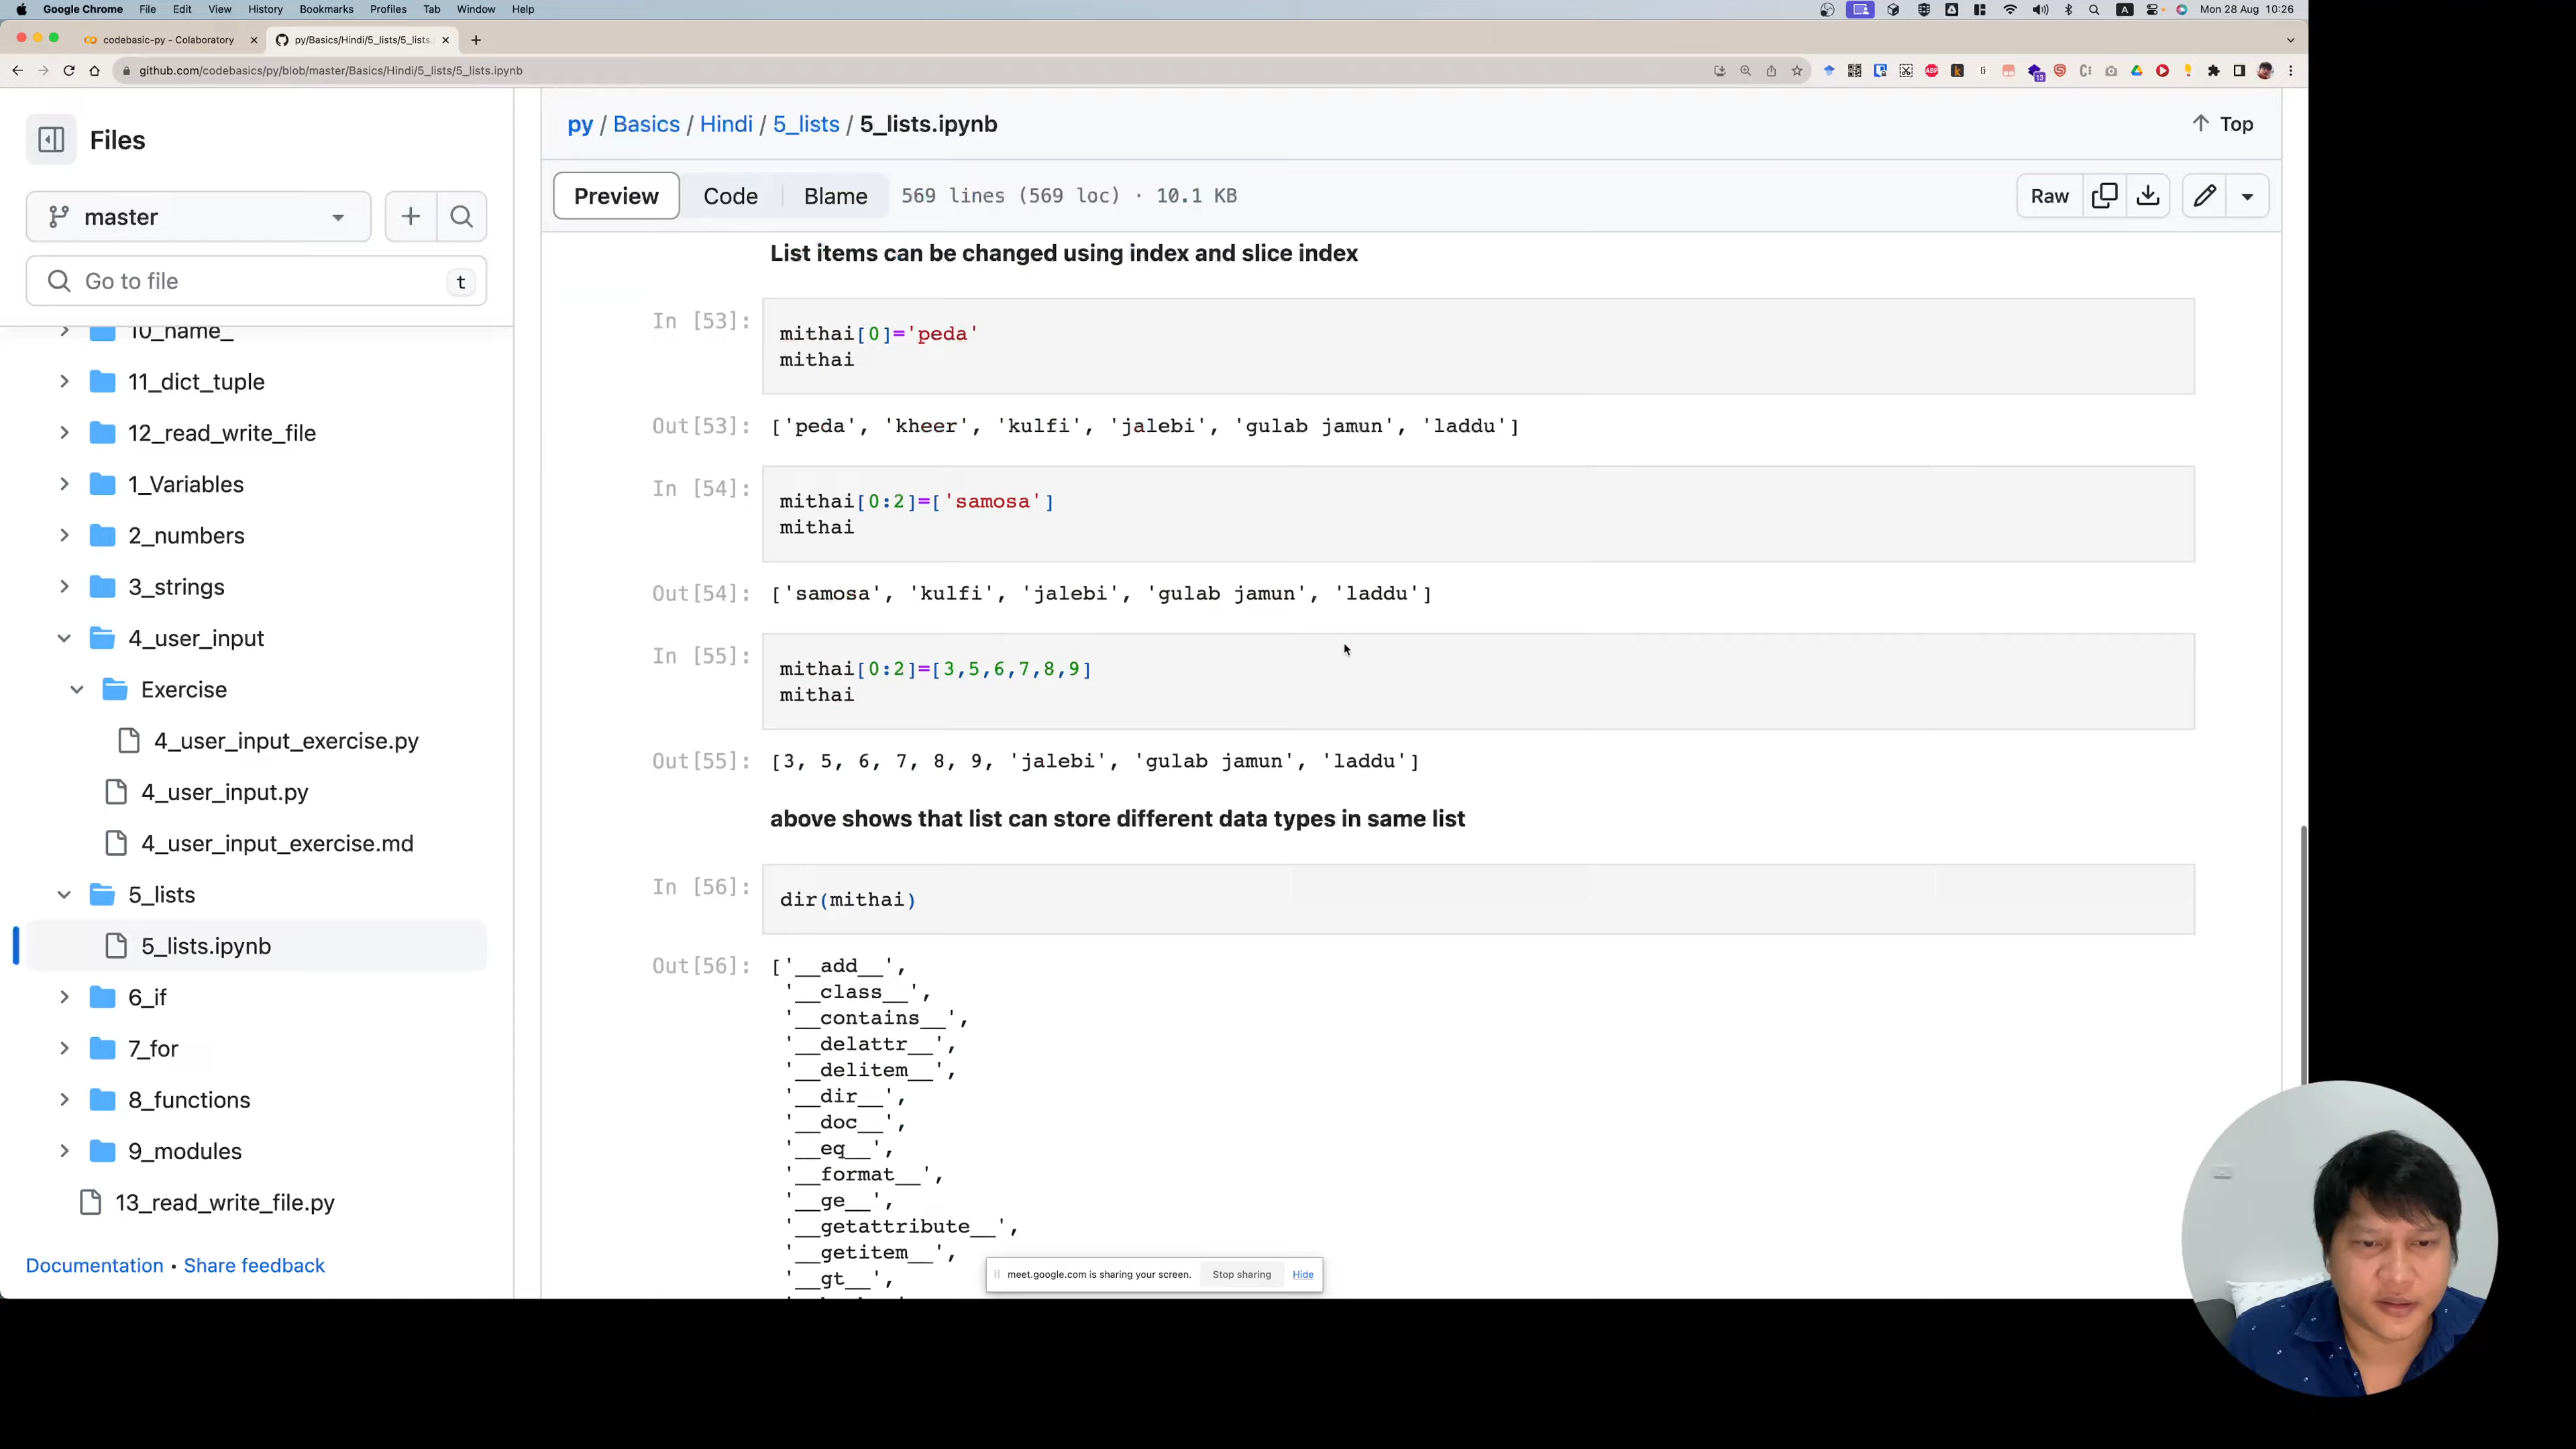 Google Chrome File Edit View History Bookmarks Profiles Tab Window Help
A
Mon 28 Aug 10:26
codebasic-py - Colaboratory
py/Basics/Hindi/5_lists/5_lists.
github.com/codebasics/py/blob/master/Basics/Hindi/5_lists/5_lists.ipynb
ABP
k
13
Files
py / Basics / Hindi / 5_lists / 5_lists.ipynb
Top
Preview Code Blame 569 lines (569 loc) · 10.1 KB
Raw
master
Go to file
t
10_name_
11_dict_tuple
12_read_write_file
1_Variables
2_numbers
3_strings
4_user_input
Exercise
4_user_input_exercise.py
4_user_input.py
4_user_input_exercise.md
5_lists
5_lists.ipynb
6_if
7_for
8_functions
9_modules
13_read_write_file.py
Documentation • Share feedback
List items can be changed using index and slice index
In [53]:
mithai[0]='peda'
mithai
Out[53]: ['peda', 'kheer', 'kulfi', 'jalebi', 'gulab jamun', 'laddu']
In [54]:
mithai[0:2]=['samosa']
mithai
Out[54]: ['samosa', 'kulfi', 'jalebi', 'gulab jamun', 'laddu']
In [55]:
mithai[0:2]=[3,5,6,7,8,9]
mithai
Out[55]: [3, 5, 6, 7, 8, 9, 'jalebi', 'gulab jamun', 'laddu']
above shows that list can store different data types in same list
In [56]:
dir(mithai)
Out[56]: ['__add__',
'__class__',
'__contains__',
'__delattr__',
'__delitem__',
'__dir__',
'__doc__',
'__eq__',
'__format__',
'__ge__',
'__getattribute__',
'__getitem__',
'__gt__',
meet.google.com is sharing your screen. Stop sharing Hide